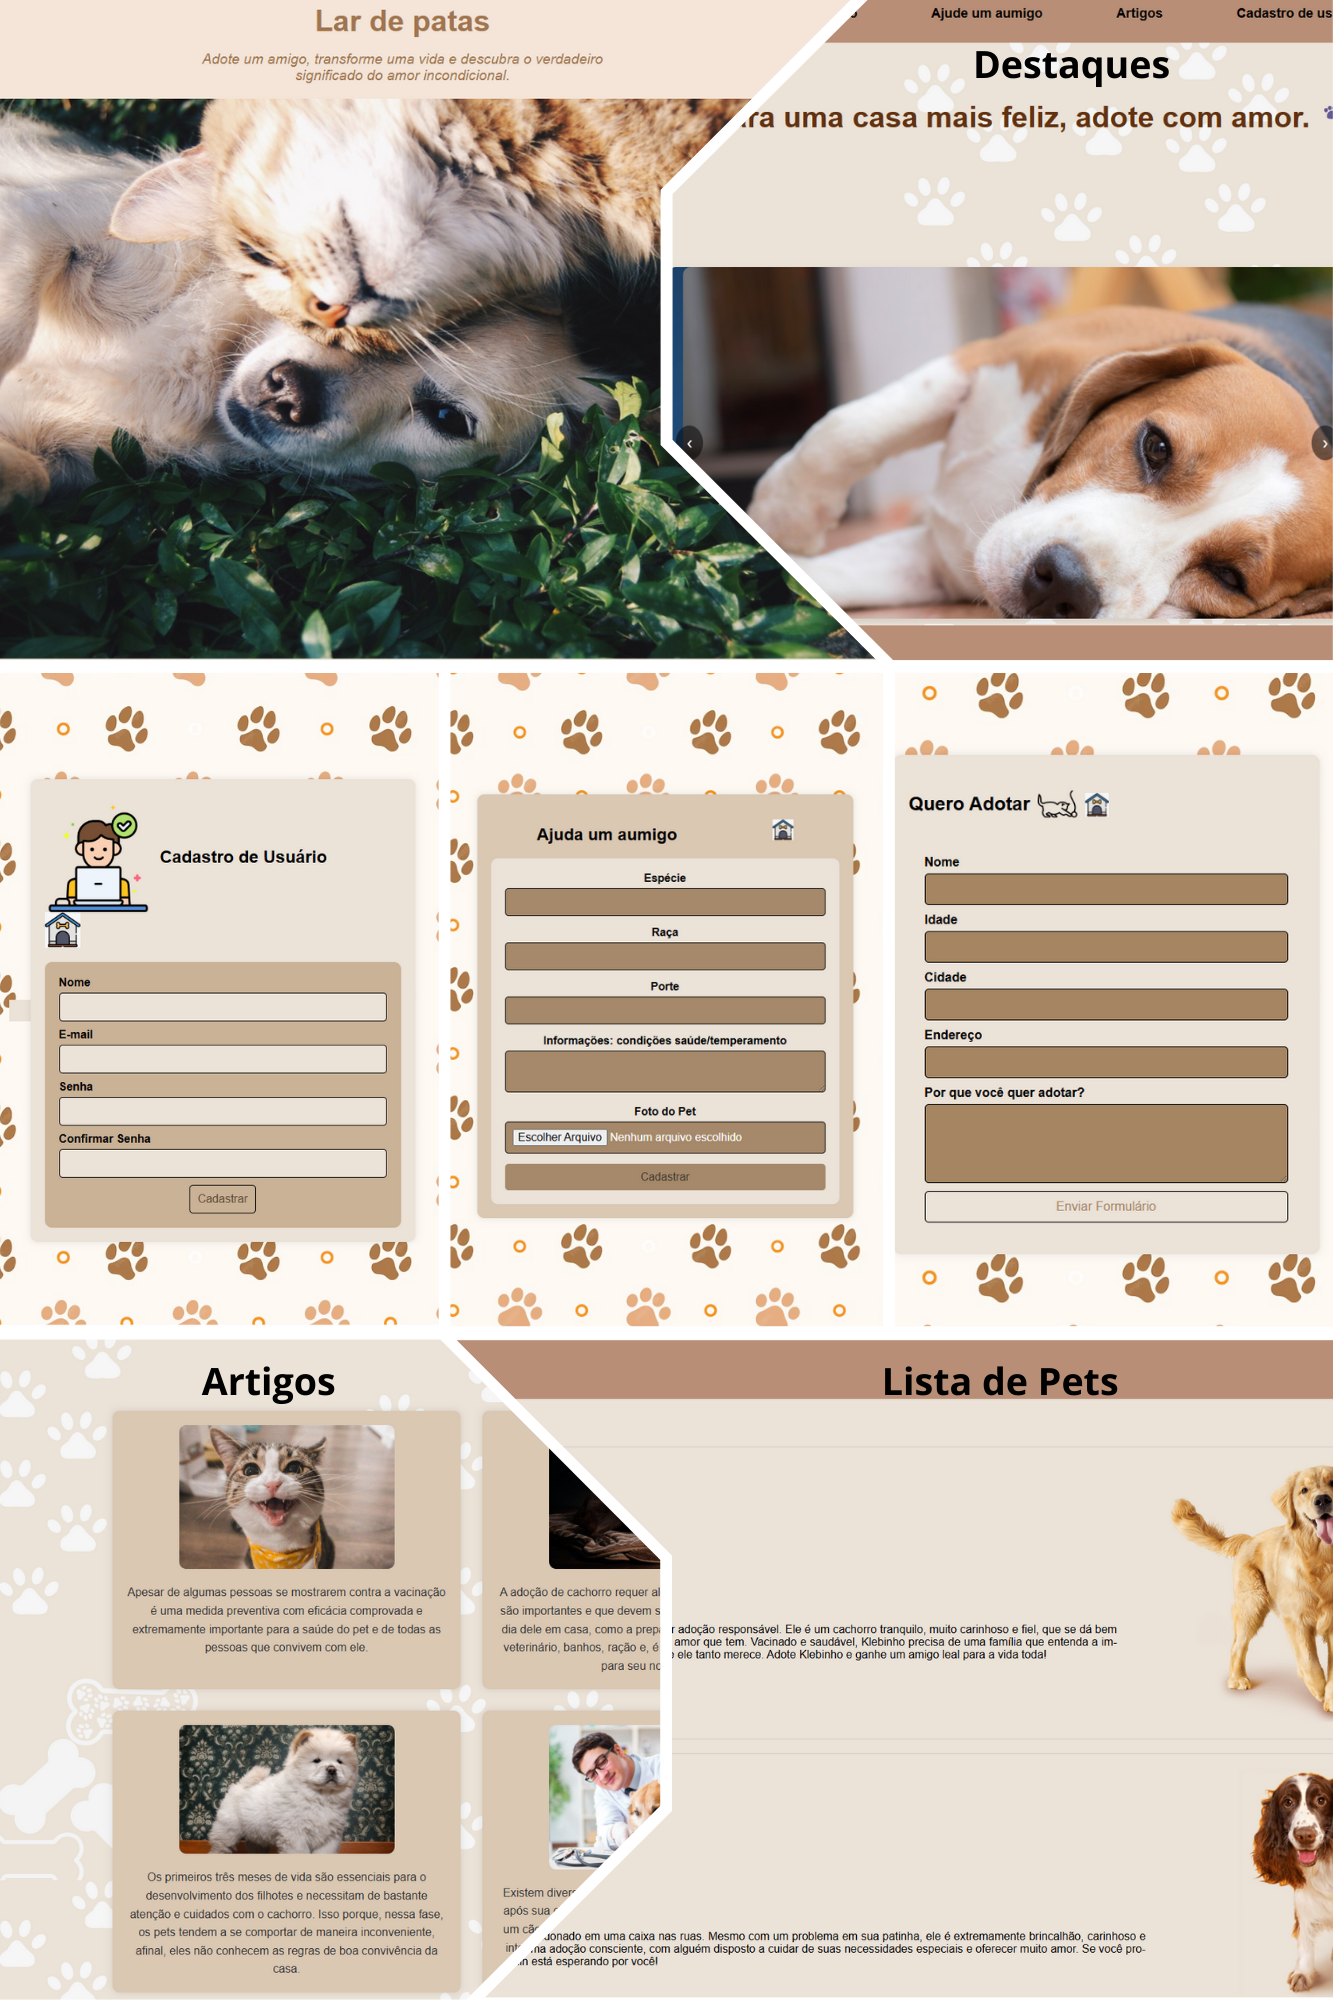 Lar de patas
Adote um amigo, transforme uma vida e descubra o verdadeiro
significado do amor incondicional.
Ajude um aumigo Artigos Cadastro de us
Destaques
uma casa mais feliz, adote com amor.
Cadastro de Usuário
Nome
E-mail
Senha
Confirmar Senha
Cadastrar
Ajuda um aumigo
Espécie
Raça
Porte
Informações: condições saúde/temperamento
Foto do Pet
Escolher Arquivo Nenhum arquivo escolhido
Cadastrar
Quero Adotar
Nome
Idade
Cidade
Endereço
Por que você quer adotar?
Enviar Formulário
Artigos
Apesar de algumas pessoas se mostrarem contra a vacinação
é uma medida preventiva com eficácia comprovada e
extremamente importante para a saúde do pet e de todas as
pessoas que convivem com ele.
A adoção de cachorro requer
são importantes e que devem
dia dele em casa, como a
veterinário, banhos, ração e, é
para seu
Os primeiros três meses de vida são essenciais para o
desenvolvimento dos filhotes e necessitam de bastante
atenção e cuidados com o cachorro. Isso porque, nessa fase,
os pets tendem a se comportar de maneira inconveniente,
afinal, eles não conhecem as regras de boa convivência da
casa.
Existem
após sua
um
Lista de Pets
adoção responsável. Ele é um cachorro tranquilo, muito carinhoso e fiel, que se dá bem
amor que tem. Vacinado e saudável, Klebinho precisa de uma família que entenda a im-
ele tanto merece. Adote Klebinho e ganhe um amigo leal para a vida toda!
em uma caixa nas ruas. Mesmo com um problema em sua patinha, ele é extremamente brincalhão, carinhoso e
adoção consciente, com alguém disposto a cuidar de suas necessidades especiais e oferecer muito amor. Se você pro-
está esperando por você!